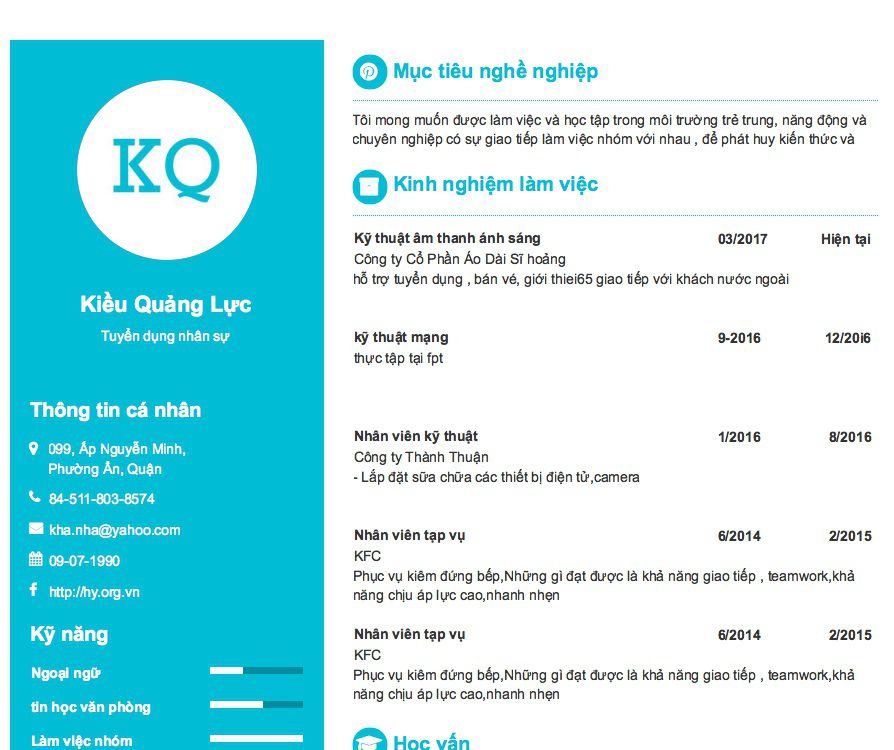 KQ
Kiều Quảng Lực
Tuyển dụng nhân sự
Thông tin cá nhân
099, Ấp Nguyễn Minh,
Phường Ấn, Quận
84-511-803-8574
kha.nha@yahoo.com
09-07-1990
http://hy.org.vn
Kỹ năng
Ngoại ngữ
tin học văn phòng
Làm việc nhóm
Mục tiêu nghề nghiệp
Tôi mong muốn được làm việc và học tập trong môi trường trẻ trung, năng động và
chuyên nghiệp có sự giao tiếp làm việc nhóm với nhau , để phát huy kiến thức và
Kinh nghiệm làm việc
Kỹ thuật âm thanh ánh sáng 03/2017 Hiện tại
Công ty Cổ Phần Áo Dài Sĩ hoảng
hỗ trợ tuyển dụng , bán vé, giới thiei65 giao tiếp với khách nước ngoài
kỹ thuật mạng 9-2016 12/20i6
thực tập tại fpt
Nhân viên kỹ thuật 1/2016 8/2016
Công ty Thành Thuận
- Lắp đặt sữa chữa các thiết bị điện tử,camera
Nhân viên tạp vụ 6/2014 2/2015
KFC
Phục vụ kiêm đứng bếp,Những gì đạt được là khả năng giao tiếp , teamwork,khả
năng chịu áp lực cao,nhanh nhẹn
Nhân viên tạp vụ 6/2014 2/2015
KFC
Phục vụ kiêm đứng bếp,Những gì đạt được là khả năng giao tiếp , teamwork,khả
năng chịu áp lực cao,nhanh nhẹn
Học vấn